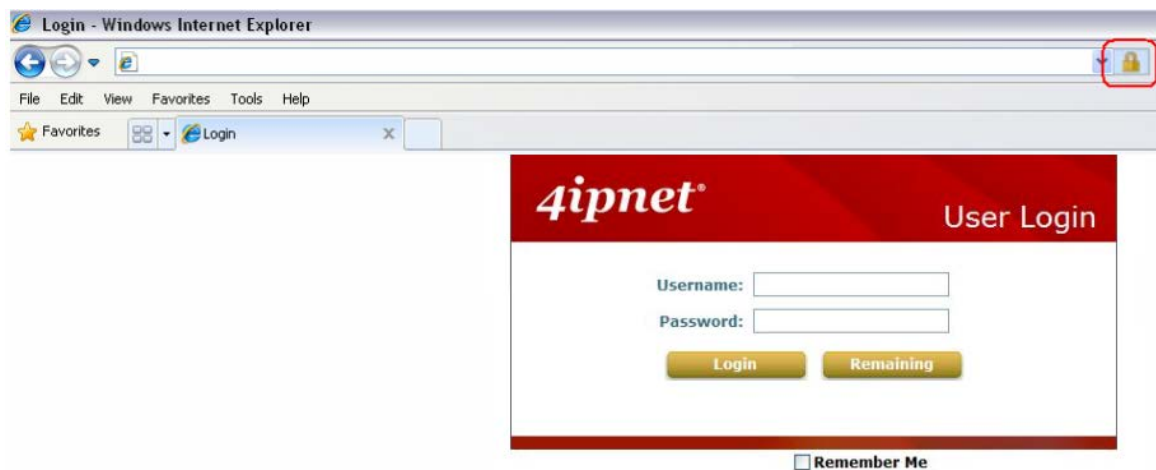 Login - Windows Internet Explorer
File Edit View Favorites Tools Help
Favorites Login
4ipnet®
User Login
Username:
Password:
Login Remaining
Remember Me